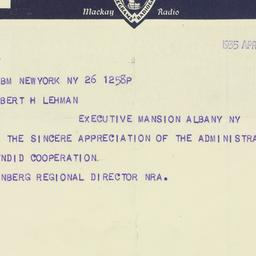 Mackay Radio
1935 APR
BM NEWYORK NY 26 1258P
BERT H LEHMAN
EXECUTIVE MANSION ALBANY NY
THE SINCERE APPRECIATION OF THE ADMINISTRA
NDID COOPERATION.
NBERG REGIONAL DIRECTOR NRA.